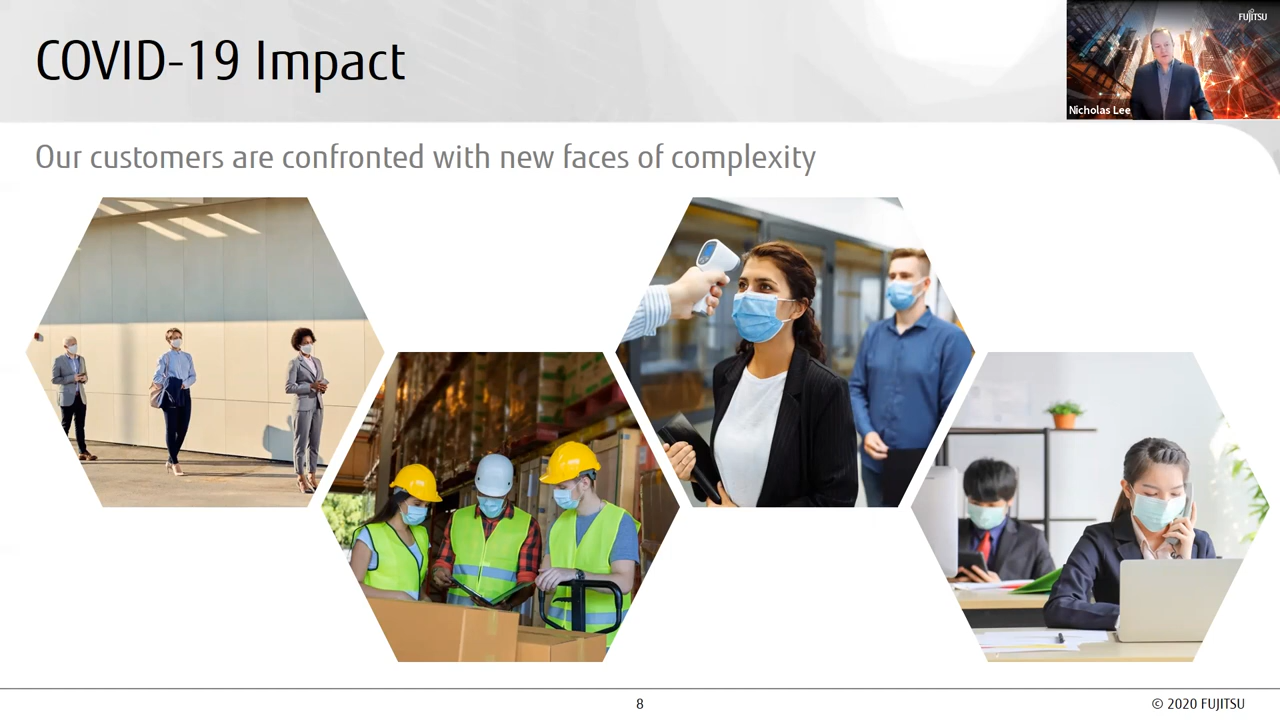 COVID-19 Impact
FUJITSU
Nicholas Lee
Our customers are confronted with new faces of complexity
8
© 2020 FUJITSU